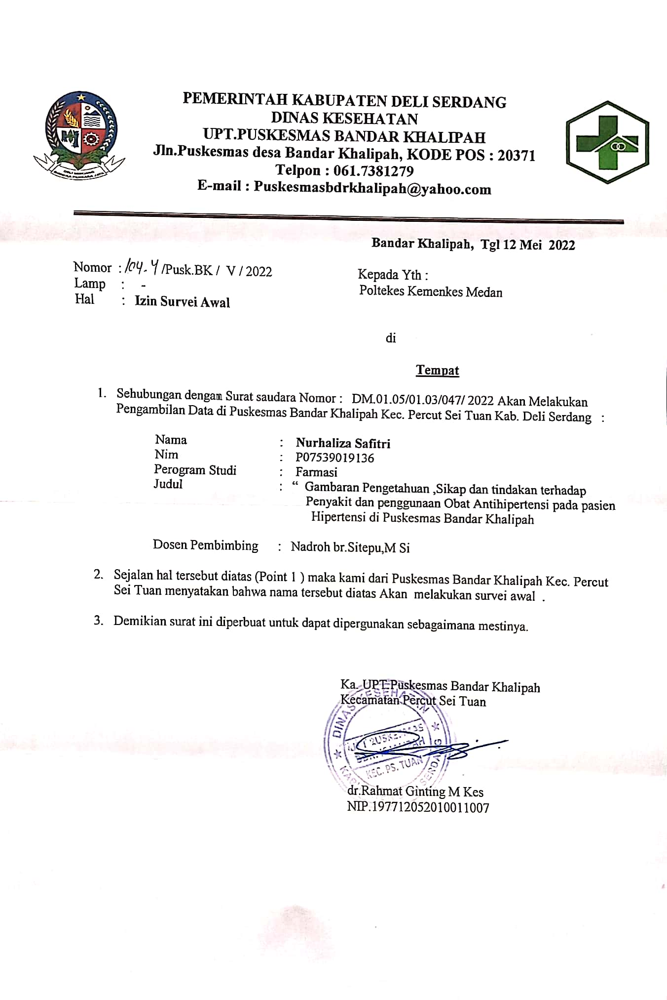 PEMERINTAH KABUPATEN DELI SERDANG
DINAS KESEHATAN
UPT.PUSKESMAS BANDAR KHALIPAH
Jln.Puskesmas desa Bandar Khalipah, KODE POS : 20371
Telpon : 061.7381279
E-mail : Puskesmasbdrkhalipah@yahoo.com
Bandar Khalipah, Tgl 12 Mei 2022
Nomor : 104.4 /Pusk.BK / V / 2022
Lamp : -
Hal : Izin Survei Awal
Kepada Yth :
Poltekes Kemenkes Medan
di
Tempat
1. Sehubungan dengan Surat saudara Nomor : DM.01.05/01.03/047/ 2022 Akan Melakukan
Pengambilan Data di Puskesmas Bandar Khalipah Kec. Percut Sei Tuan Kab. Deli Serdang :
Nama : Nurhaliza Safitri
Nim : P07539019136
Perogram Studi : Farmasi
Judul : “ Gambaran Pengetahuan ,Sikap dan tindakan terhadap
Penyakit dan penggunaan Obat Antihipertensi pada pasien
Hipertensi di Puskesmas Bandar Khalipah
Dosen Pembimbing : Nadroh br.Sitepu,M Si
2. Sejalan hal tersebut diatas (Point 1 ) maka kami dari Puskesmas Bandar Khalipah Kec. Percut
Sei Tuan menyatakan bahwa nama tersebut diatas Akan melakukan survei awal .
3. Demikian surat ini diperbuat untuk dapat dipergunakan sebagaimana mestinya.
Ka. UPT.Puskesmas Bandar Khalipah
Kecamatan Percut Sei Tuan
DINAS KESEHATAN
KEC. PS. TUAN
SERDANG
dr.Rahmat Ginting M Kes
NIP.197712052010011007